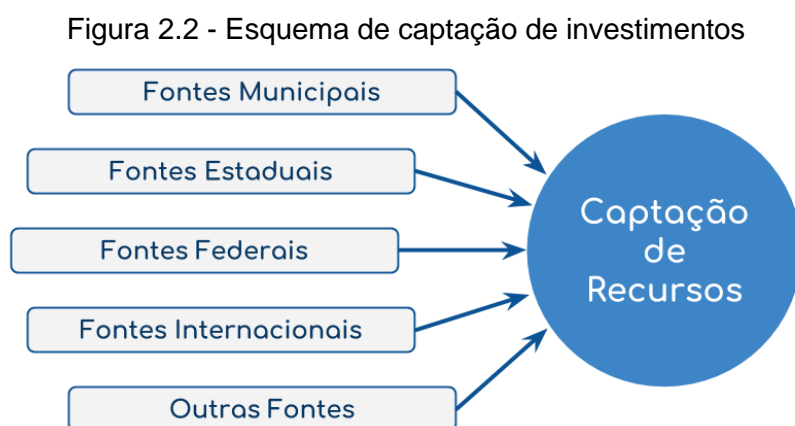 Figura 2.2 - Esquema de captação de investimentos
Fontes Municipais
Fontes Estaduais
Fontes Federais
Fontes Internacionais
Outras Fontes
Captação
de
Recursos